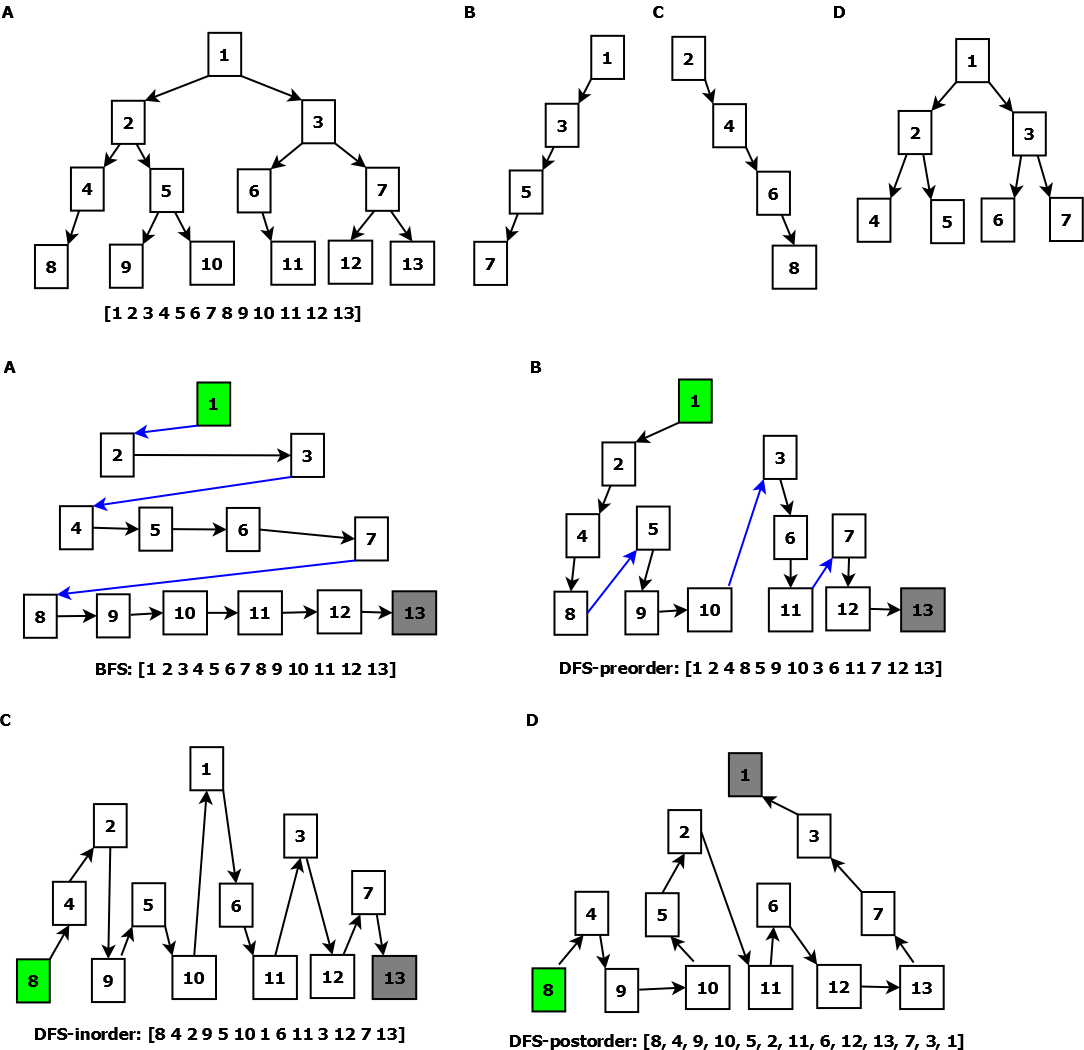 A B C D
1 1 2 1
2 3 3 4 2 3
4 5 6 7 5 6 4 5 6 7
8 9 10 11 12 13 7 8
[1 2 3 4 5 6 7 8 9 10 11 12 13]
A B
1 1
2 3 2 3
4 5 6 7 4 5 6 7
8 9 10 11 12 13 8 9 10 11 12 13
BFS: [1 2 3 4 5 6 7 8 9 10 11 12 13] DFS-preorder: [1 2 4 8 5 9 10 3 6 11 7 12 13]
C D
1 1
2 3 2 3
4 5 6 7 4 5 6 7
8 9 10 11 12 13 8 9 10 11 12 13
DFS-inorder: [8 4 2 9 5 10 1 6 11 3 12 7 13] DFS-postorder: [8, 4, 9, 10, 5, 2, 11, 6, 12, 13, 7, 3, 1]